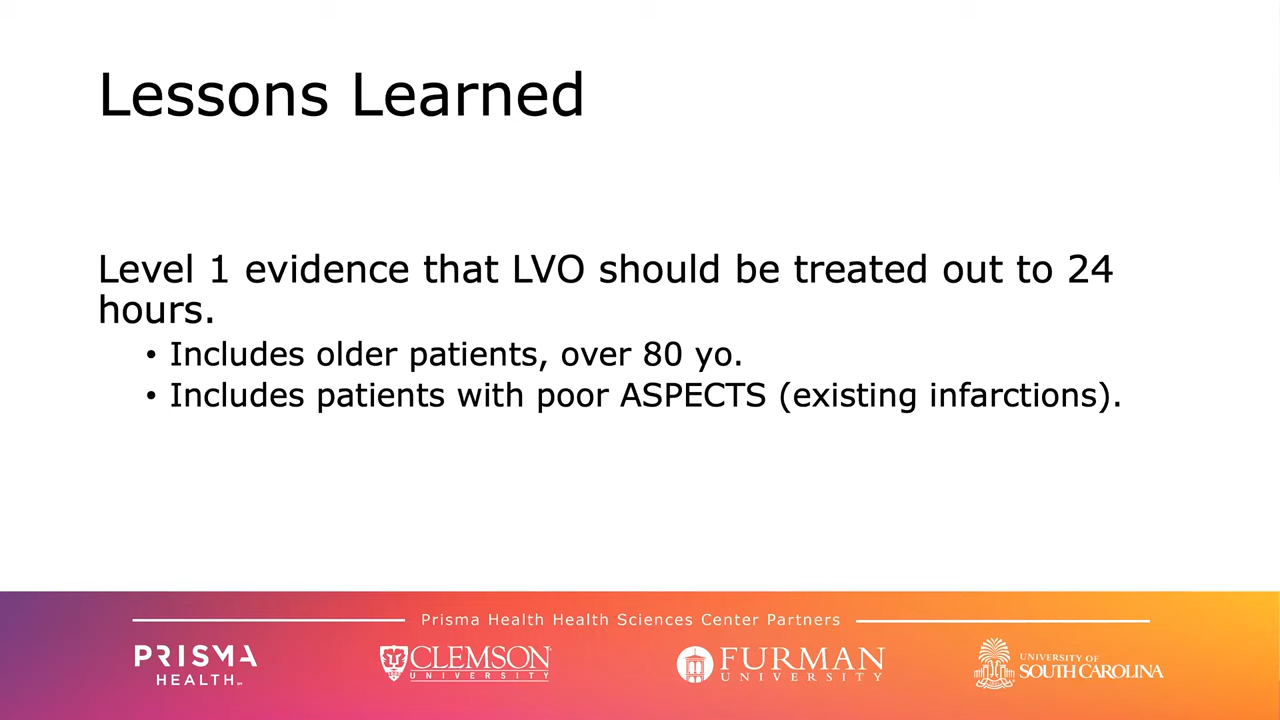 Lessons Learned
Level 1 evidence that LVO should be treated out to 24
hours.
• Includes older patients, over 80 yo.
• Includes patients with poor ASPECTS (existing infarctions).
Prisma Health Health Sciences Center Partners
PRISMA
HEALTH
CLEMSON
UNIVERSITY
FURMAN
UNIVERSITY
UNIVERSITY OF
SOUTH CAROLINA